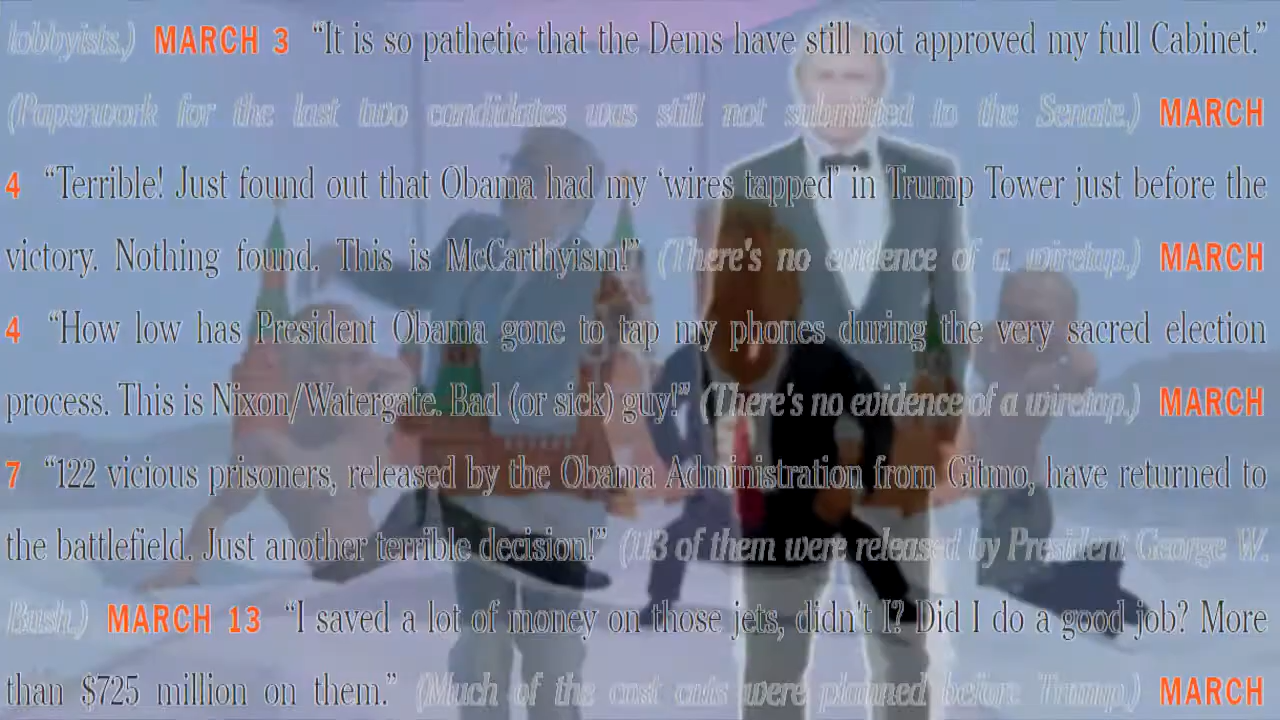 lobbyists.) MARCH 3 “It is so pathetic that the Dems have still not approved my full Cabinet.”
(Paperwork for the last two candidates was still not submitted to the Senate.) MARCH
4 “Terrible! Just found out that Obama had my ‘wires tapped’ in Trump Tower just before the
victory. Nothing found. This is McCarthyism!” (There's no evidence of a wiretap.) MARCH
4 “How low has President Obama gone to tap my phones during the very sacred election
process. This is Nixon/Watergate. Bad (or sick) guy!” (There's no evidence of a wiretap.) MARCH
7 “122 vicious prisoners, released by the Obama Administration from Gitmo, have returned to
the battlefield. Just another terrible decision!” (113 of them were released by President George W.
Bush.) MARCH 13 “I saved a lot of money on those jets, didn't I? Did I do a good job? More
than $725 million on them.” (Much of the cost cuts were planned before Trump.) MARCH